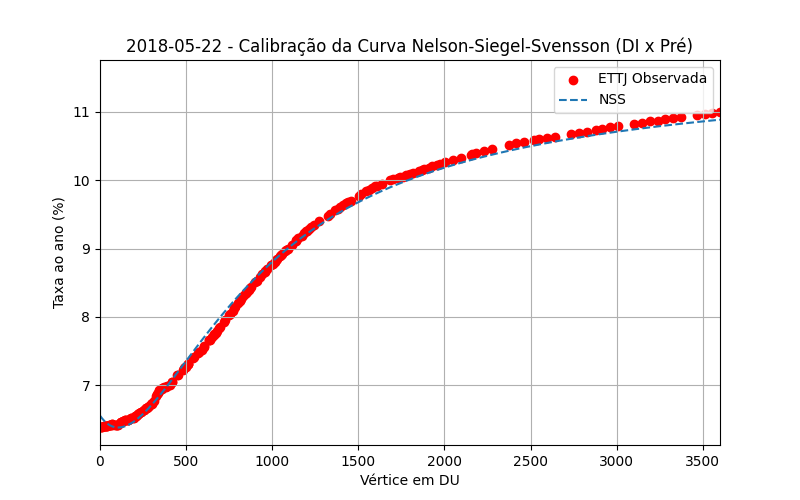 2018-05-22 - Calibração da Curva Nelson-Siegel-Svensson (DI x Pré)
ETTJ Observada
NSS
Taxa ao ano (%)
11
10
9
8
7
0 500 1000 1500 2000 2500 3000 3500
Vértice em DU